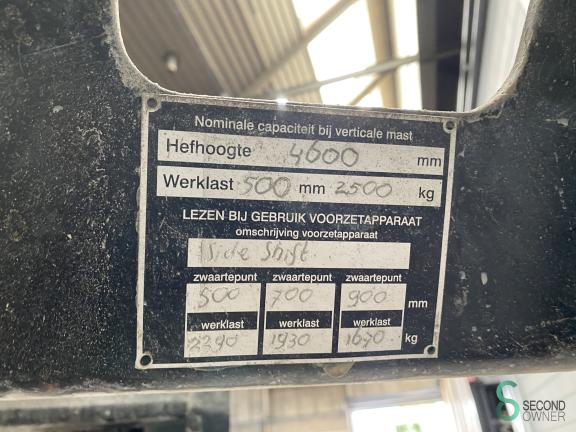 Nominale capaciteit bij verticale mast
Hefhoogte 4600 mm
Werklast 500 mm 2500 kg
LEZEN BIJ GEBRUIK VOORZETAPPARAAT
omschrijving voorzetapparaat
Side Shift
zwaartepunt zwaartepunt zwaartepunt
500 700 900 mm
werklast werklast werklast
2290 1930 1670 kg
SECOND
OWNER